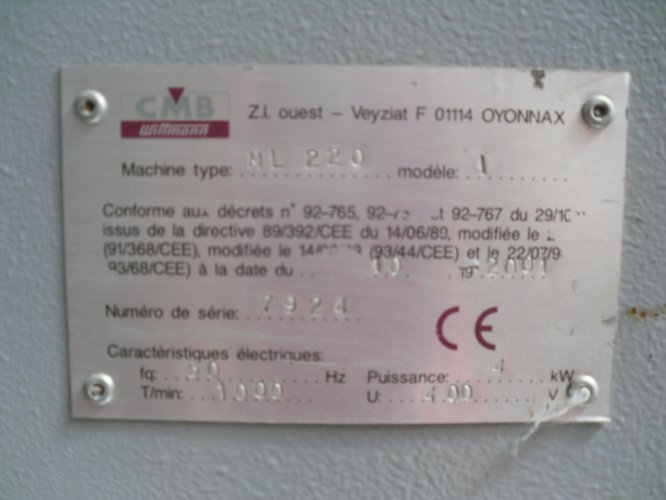 CMB
Wittmann
Z.I. ouest – Veyziat F 01114 OYONNAX
Machine type: ML 220 modèle: 1
Conforme aux décrets n° 92-765, 92-75 et 92-767 du 29/10
issus de la directive 89/392/CEE du 14/06/89, modifiée le
(91/368/CEE), modifiée le (93/44/CEE) et le 22/07/9
93/68/CEE) à la date du 10 19 2001
Numéro de série: 7924
CE
Caractéristiques électriques:
fq: 50 Hz Puissance: 4 kW
T/min: 1000 U: 400 V